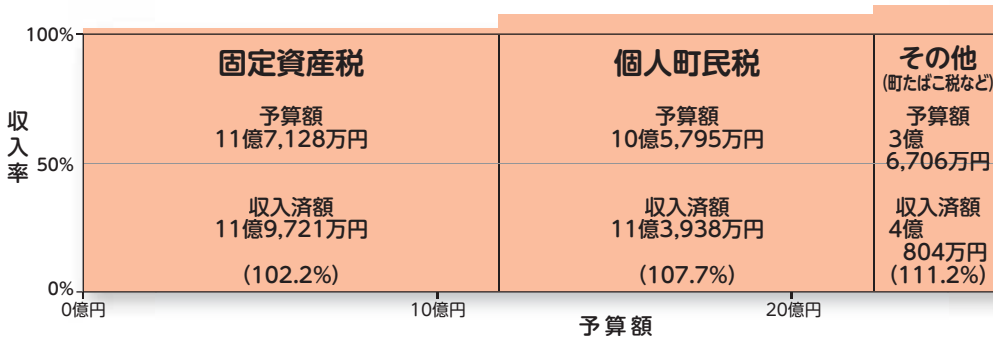 収入率
100%
50%
0%
固定資産税
予算額
11億7,128万円
収入済額
11億9,721万円
(102.2%)
個人町民税
予算額
10億5,795万円
収入済額
11億3,938万円
(107.7%)
その他
(町たばこ税など)
予算額
3億
6,706万円
収入済額
4億
804万円
(111.2%)
0億円
10億円
20億円
予算額